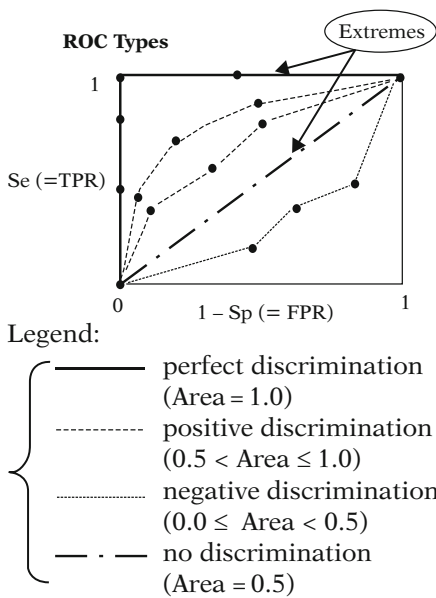 ROC Types
Extremes
1
Se (=TPR)
0
1 – Sp (= FPR)
1
Legend:
perfect discrimination
(Area = 1.0)
positive discrimination
(0.5 < Area ≤ 1.0)
negative discrimination
(0.0 ≤ Area < 0.5)
no discrimination
(Area = 0.5)